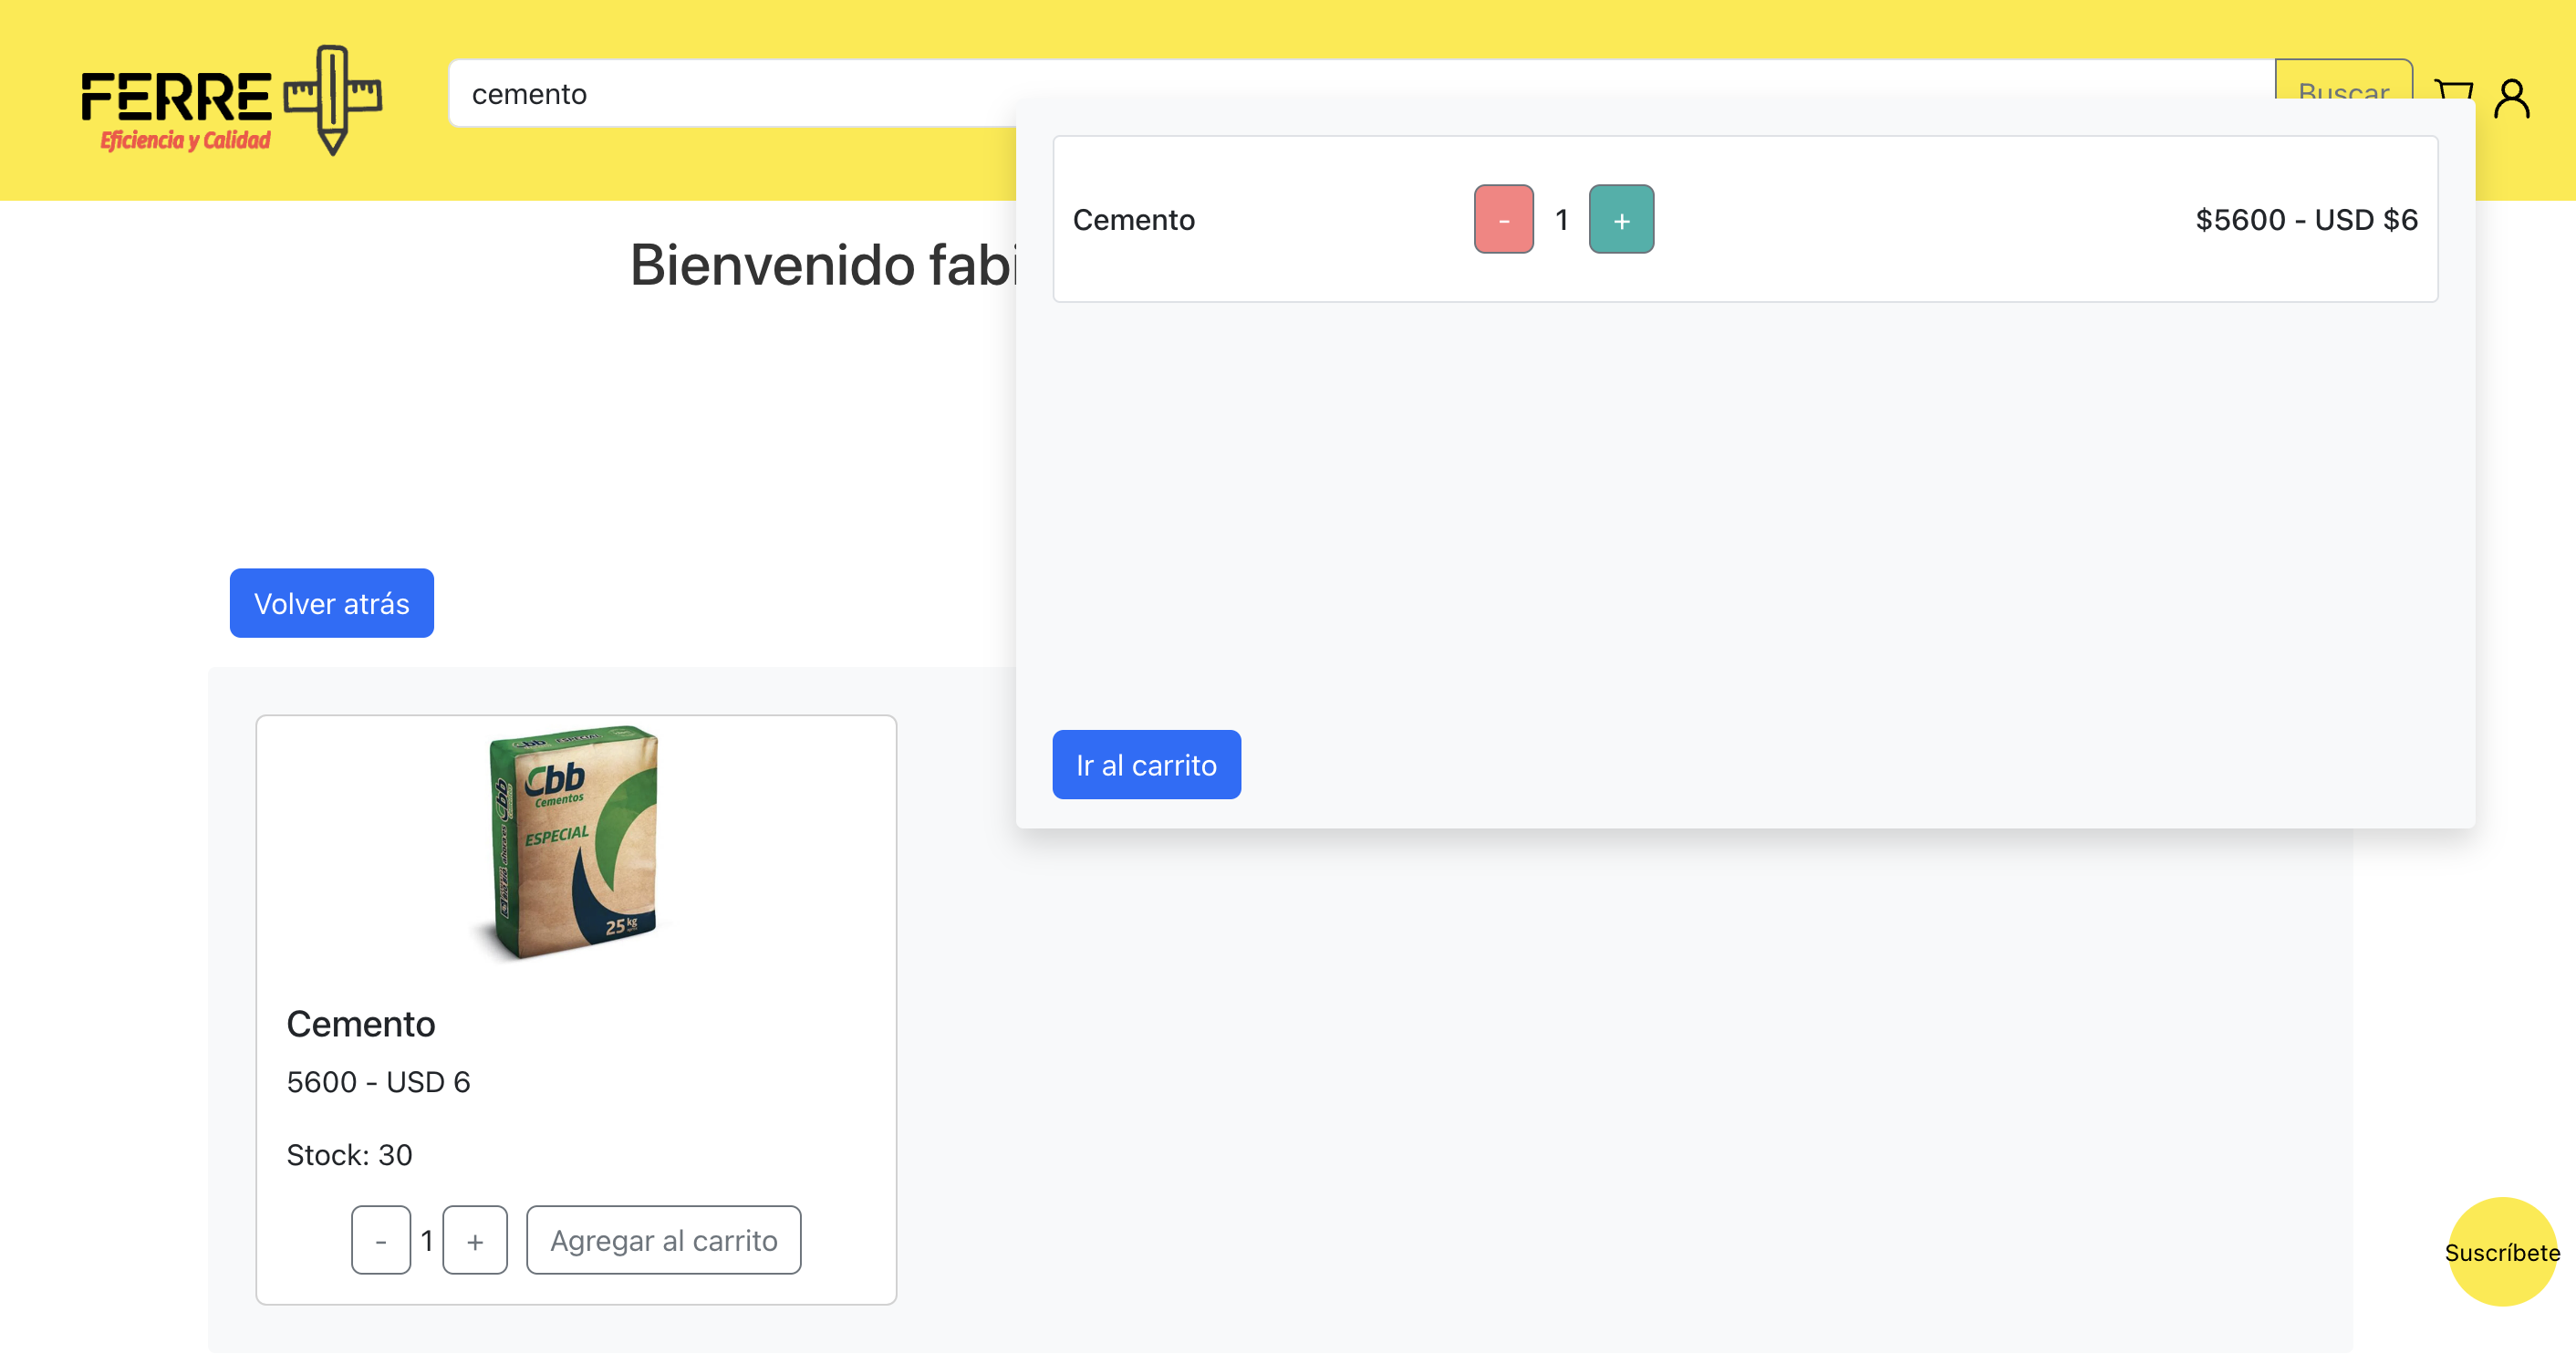 FERRE
Eficiencia y Calidad
cemento
Buscar
Cemento
- 1 +
$5600 - USD $6
Bienvenido fabi
Volver atrás
Ir al carrito
Cbb
Cementos
ESPECIAL
25 kg
Cemento
5600 - USD 6
Stock: 30
- 1 + Agregar al carrito
Suscríbete